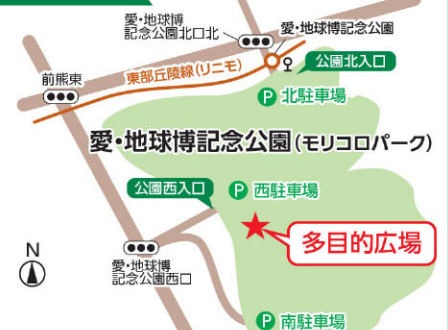 愛・地球博
記念公園北口北
愛・地球博記念公園
公園北入口
前熊東
東部丘陵線(リニモ)
P 北駐車場
愛・地球博記念公園(モリコロパーク)
公園西入口
P 西駐車場
多目的広場
N
愛・地球博
記念公園西口
P 南駐車場